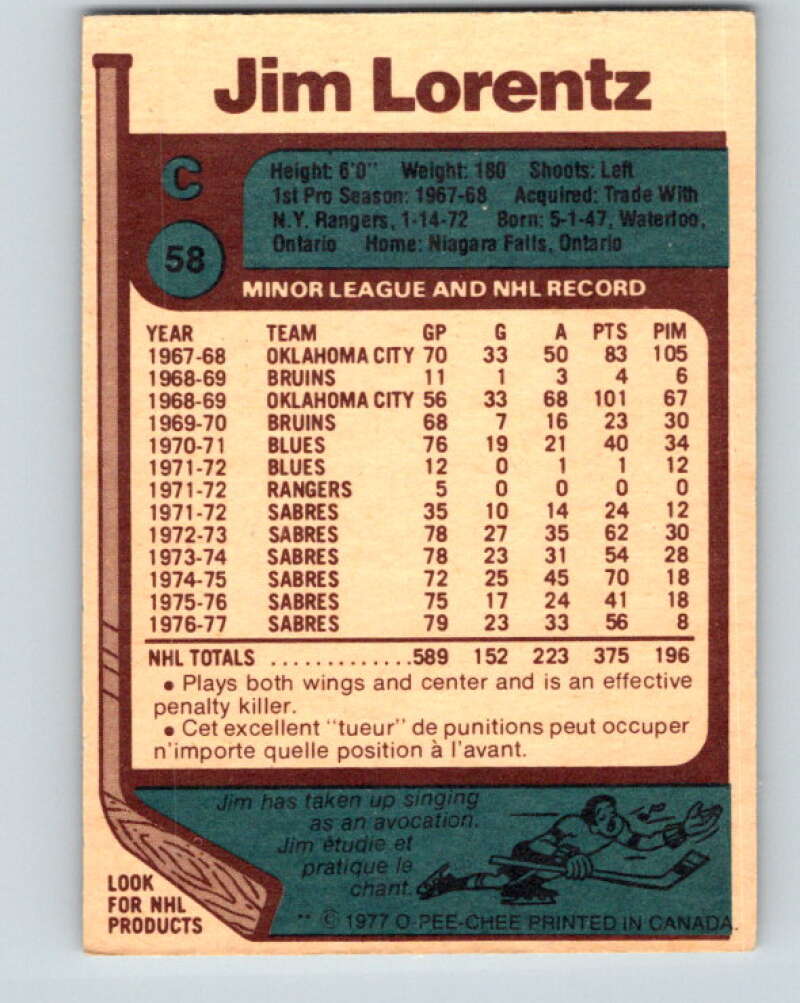 Jim Lorentz
C
58
Height: 6'0" Weight: 180 Shoots: Left
1st Pro Season: 1967-68 Acquired: Trade With
N.Y. Rangers, 1-14-72 Born: 5-1-47, Waterloo,
Ontario Home: Niagara Falls, Ontario
MINOR LEAGUE AND NHL RECORD
YEAR TEAM GP G A PTS PIM
1967-68 OKLAHOMA CITY 70 33 50 83 105
1968-69 BRUINS 11 1 3 4 6
1968-69 OKLAHOMA CITY 56 33 68 101 67
1969-70 BRUINS 68 7 16 23 30
1970-71 BLUES 76 19 21 40 34
1971-72 BLUES 12 0 1 1 12
1971-72 RANGERS 5 0 0 0 0
1971-72 SABRES 35 10 14 24 12
1972-73 SABRES 78 27 35 62 30
1973-74 SABRES 78 23 31 54 28
1974-75 SABRES 72 25 45 70 18
1975-76 SABRES 75 17 24 41 18
1976-77 SABRES 79 23 33 56 8
NHL TOTALS .............589 152 223 375 196
• Plays both wings and center and is an effective
penalty killer.
• Cet excellent "tueur" de punitions peut occuper
n'importe quelle position à l'avant.
Jim has taken up singing
as an avocation.
Jim étudie et
pratique le
chant.
LOOK
FOR NHL
PRODUCTS
** © 1977 O-PEE-CHEE PRINTED IN CANADA.